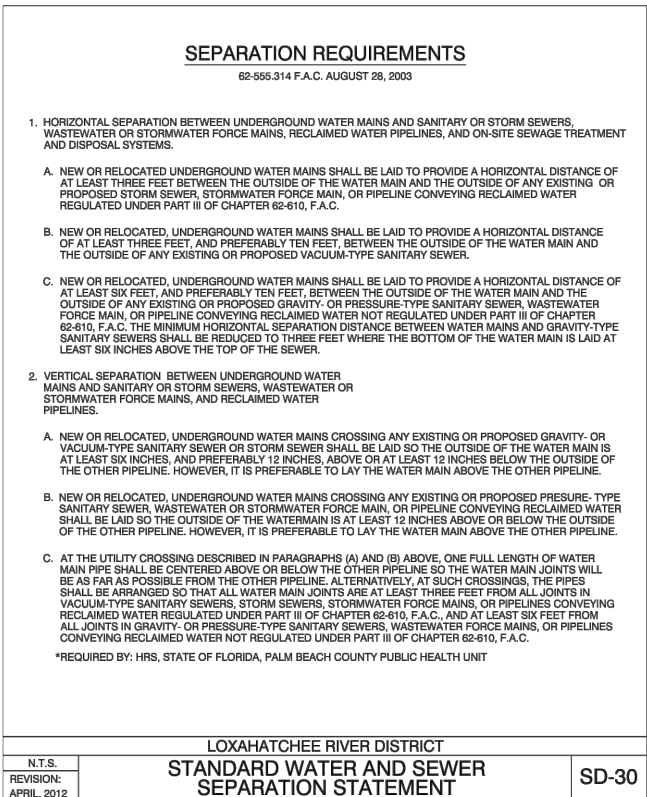 SEPARATION REQUIREMENTS
62-555.314 F.A.C. AUGUST 28, 2003
1. HORIZONTAL SEPARATION BETWEEN UNDERGROUND WATER MAINS AND SANITARY OR STORM SEWERS,
WASTEWATER OR STORMWATER FORCE MAINS, RECLAIMED WATER PIPELINES, AND ON-SITE SEWAGE TREATMENT
AND DISPOSAL SYSTEMS.
A. NEW OR RELOCATED UNDERGROUND WATER MAINS SHALL BE LAID TO PROVIDE A HORIZONTAL DISTANCE OF
AT LEAST THREE FEET BETWEEN THE OUTSIDE OF THE WATER MAIN AND THE OUTSIDE OF ANY EXISTING OR
PROPOSED STORM SEWER, STORMWATER FORCE MAIN, OR PIPELINE CONVEYING RECLAIMED WATER
REGULATED UNDER PART III OF CHAPTER 62-610, F.A.C.
B. NEW OR RELOCATED, UNDERGROUND WATER MAINS SHALL BE LAID TO PROVIDE A HORIZONTAL DISTANCE
OF AT LEAST THREE FEET, AND PREFERABLY TEN FEET, BETWEEN THE OUTSIDE OF THE WATER MAIN AND
THE OUTSIDE OF ANY EXISTING OR PROPOSED VACUUM-TYPE SANITARY SEWER.
C. NEW OR RELOCATED, UNDERGROUND WATER MAINS SHALL BE LAID TO PROVIDE A HORIZONTAL DISTANCE OF
AT LEAST SIX FEET, AND PREFERABLY TEN FEET, BETWEEN THE OUTSIDE OF THE WATER MAIN AND THE
OUTSIDE OF ANY EXISTING OR PROPOSED GRAVITY- OR PRESSURE-TYPE SANITARY SEWER, WASTEWATER
FORCE MAIN, OR PIPELINE CONVEYING RECLAIMED WATER NOT REGULATED UNDER PART III OF CHAPTER
62-610, F.A.C. THE MINIMUM HORIZONTAL SEPARATION DISTANCE BETWEEN WATER MAINS AND GRAVITY-TYPE
SANITARY SEWERS SHALL BE REDUCED TO THREE FEET WHERE THE BOTTOM OF THE WATER MAIN IS LAID AT
LEAST SIX INCHES ABOVE THE TOP OF THE SEWER.
2. VERTICAL SEPARATION BETWEEN UNDERGROUND WATER
MAINS AND SANITARY OR STORM SEWERS, WASTEWATER OR
STORMWATER FORCE MAINS, AND RECLAIMED WATER
PIPELINES.
A. NEW OR RELOCATED, UNDERGROUND WATER MAINS CROSSING ANY EXISTING OR PROPOSED GRAVITY- OR
VACUUM-TYPE SANITARY SEWER OR STORM SEWER SHALL BE LAID SO THE OUTSIDE OF THE WATER MAIN IS
AT LEAST SIX INCHES, AND PREFERABLY 12 INCHES, ABOVE OR AT LEAST 12 INCHES BELOW THE OUTSIDE OF
THE OTHER PIPELINE. HOWEVER, IT IS PREFERABLE TO LAY THE WATER MAIN ABOVE THE OTHER PIPELINE.
B. NEW OR RELOCATED, UNDERGROUND WATER MAINS CROSSING ANY EXISTING OR PROPOSED PRESURE- TYPE
SANITARY SEWER, WASTEWATER OR STORMWATER FORCE MAIN, OR PIPELINE CONVEYING RECLAIMED WATER
SHALL BE LAID SO THE OUTSIDE OF THE WATERMAIN IS AT LEAST 12 INCHES ABOVE OR BELOW THE OUTSIDE
OF THE OTHER PIPELINE. HOWEVER, IT IS PREFERABLE TO LAY THE WATER MAIN ABOVE THE OTHER PIPELINE.
C. AT THE UTILITY CROSSING DESCRIBED IN PARAGRAPHS (A) AND (B) ABOVE, ONE FULL LENGTH OF WATER
MAIN PIPE SHALL BE CENTERED ABOVE OR BELOW THE OTHER PIPELINE SO THE WATER MAIN JOINTS WILL
BE AS FAR AS POSSIBLE FROM THE OTHER PIPELINE. ALTERNATIVELY, AT SUCH CROSSINGS, THE PIPES
SHALL BE ARRANGED SO THAT ALL WATER MAIN JOINTS ARE AT LEAST THREE FEET FROM ALL JOINTS IN
VACUUM-TYPE SANITARY SEWERS, STORM SEWERS, STORMWATER FORCE MAINS, OR PIPELINES CONVEYING
RECLAIMED WATER REGULATED UNDER PART III OF CHAPTER 62-610, F.A.C., AND AT LEAST SIX FEET FROM
ALL JOINTS IN GRAVITY- OR PRESSURE-TYPE SANITARY SEWERS, WASTEWATER FORCE MAINS, OR PIPELINES
CONVEYING RECLAIMED WATER NOT REGULATED UNDER PART III OF CHAPTER 62-610, F.A.C.
*REQUIRED BY: HRS, STATE OF FLORIDA, PALM BEACH COUNTY PUBLIC HEALTH UNIT
LOXAHATCHEE RIVER DISTRICT
N.T.S.
REVISION:
APRIL, 2012
STANDARD WATER AND SEWER
SEPARATION STATEMENT
SD-30